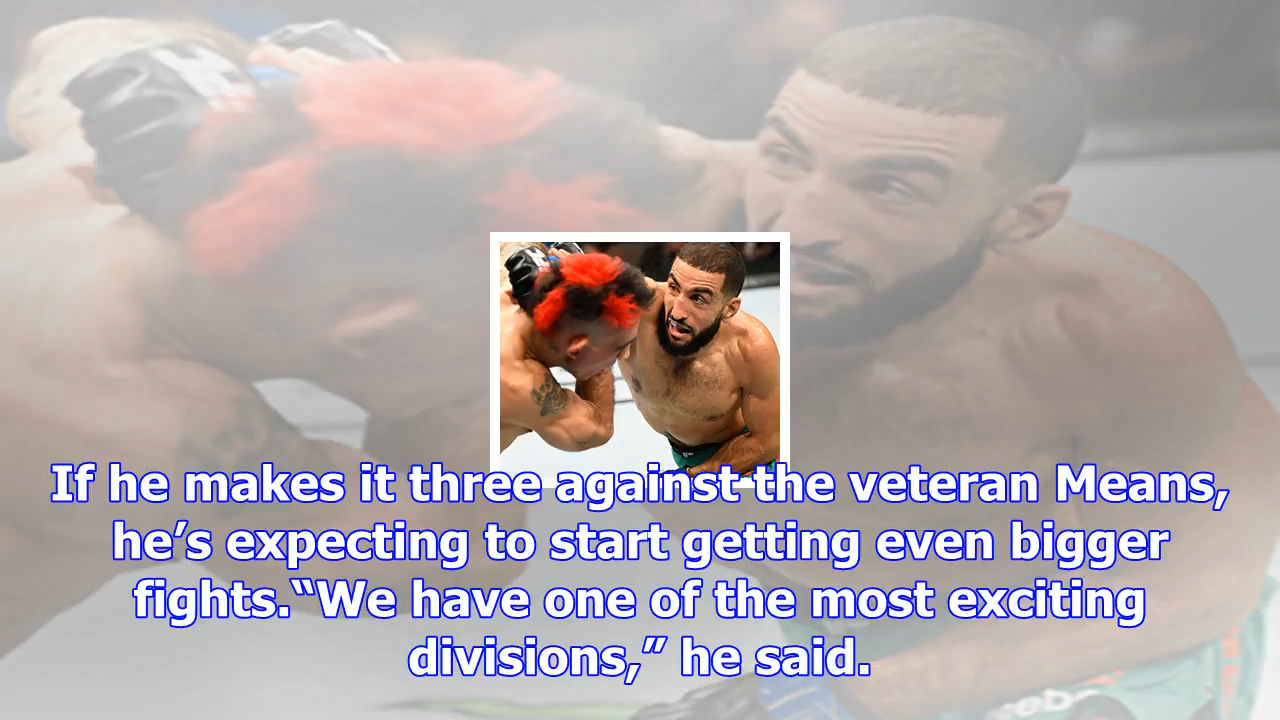 If he makes it three against the veteran Means,
he’s expecting to start getting even bigger
fights.“We have one of the most exciting
divisions,” he said.